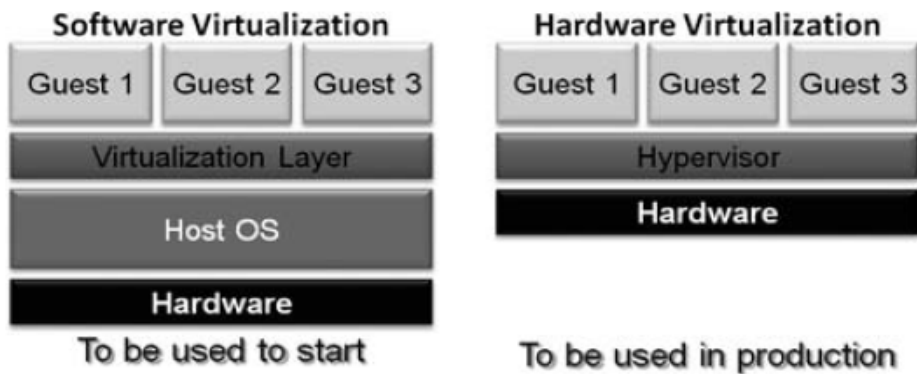 Software Virtualization
Guest 1 Guest 2 Guest 3
Virtualization Layer
Host OS
Hardware
To be used to start
Hardware Virtualization
Guest 1 Guest 2 Guest 3
Hypervisor
Hardware
To be used in production